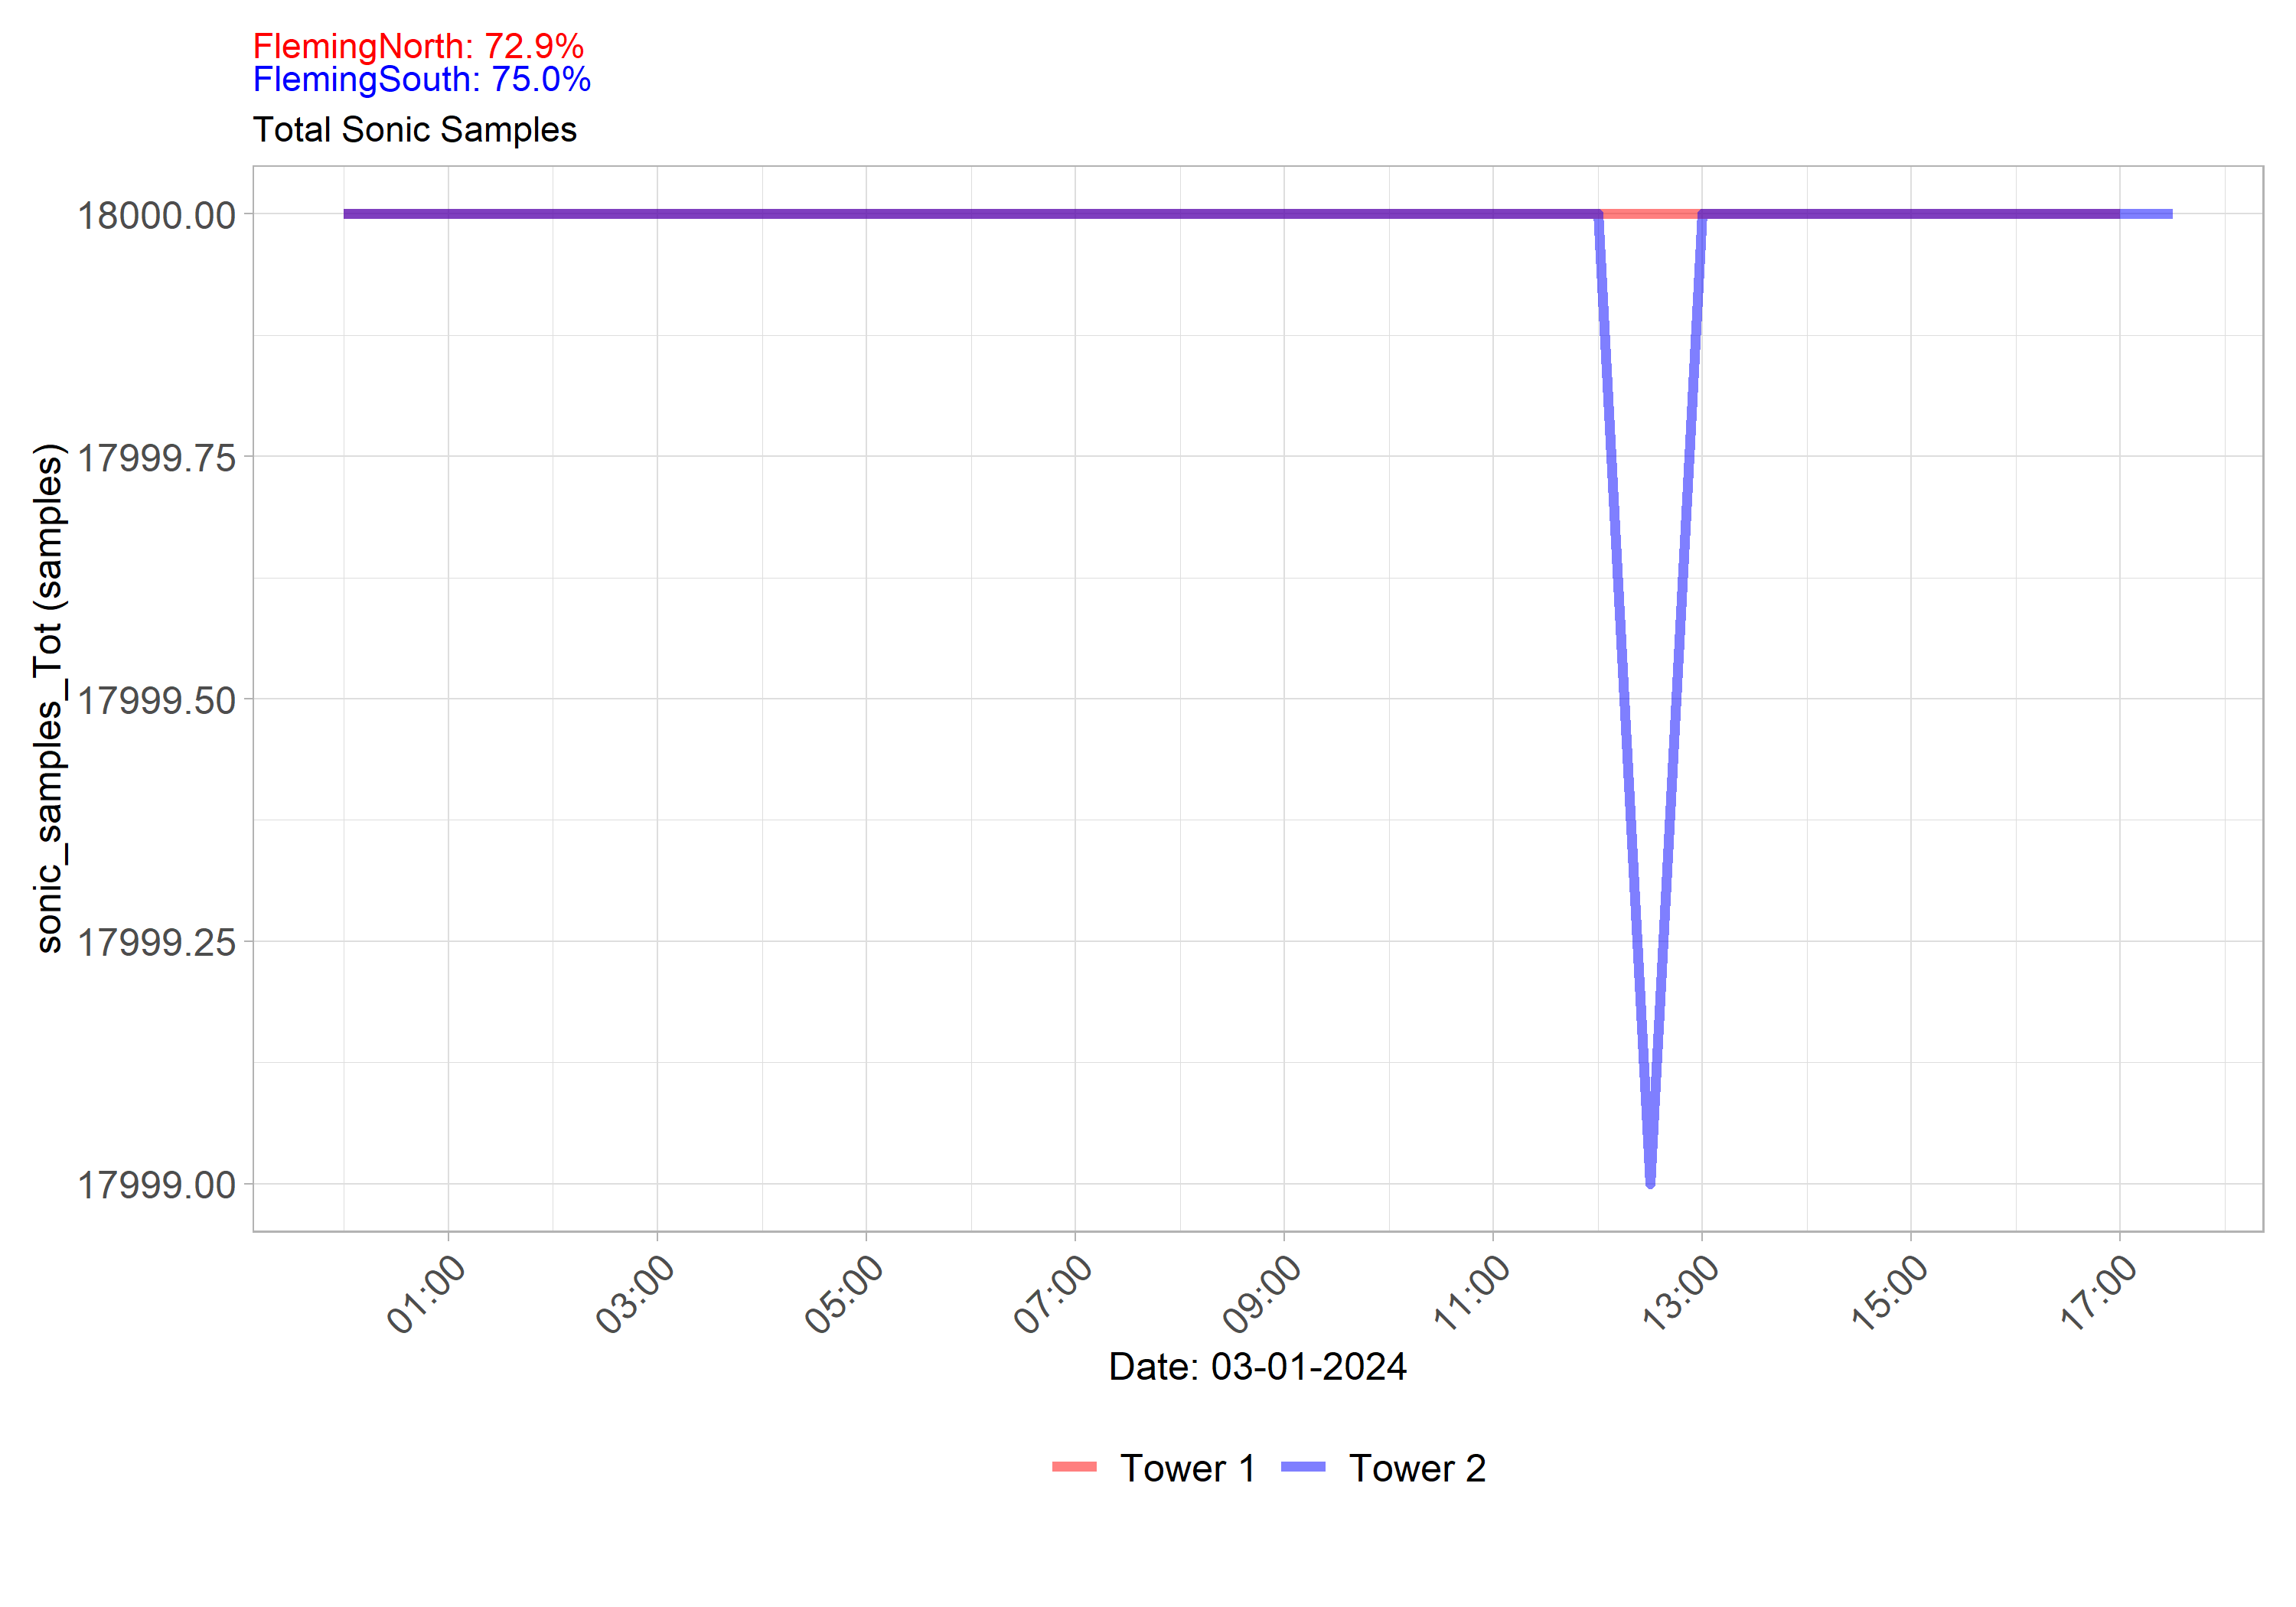 FlemingNorth: 72.9%
FlemingSouth: 75.0%
Total Sonic Samples
sonic_samples_Tot (samples)
18000.00
17999.75
17999.50
17999.25
17999.00
01:00
03:00
05:00
07:00
09:00
11:00
13:00
15:00
17:00
Date: 03-01-2024
Tower 1
Tower 2